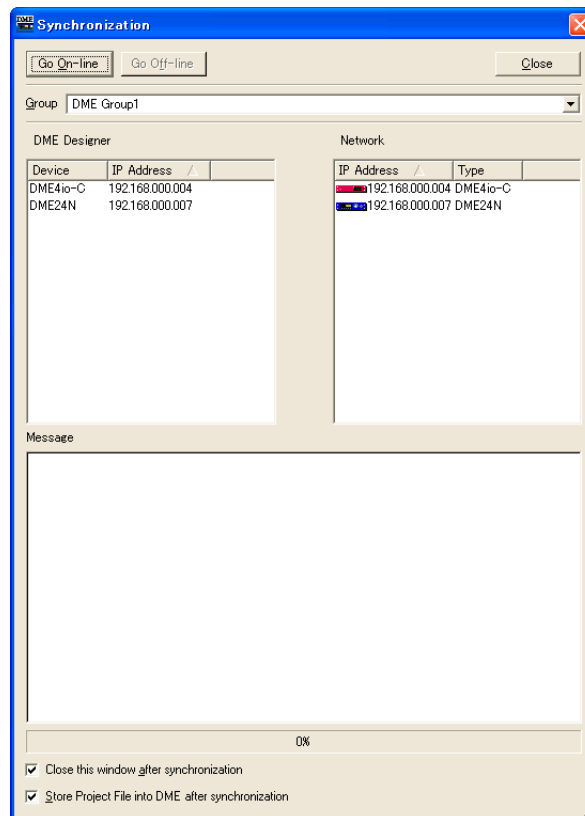 DME Synchronization
Go On-line Go Off-line Close
Group DME Group1
DME Designer Network
Device IP Address IP Address Type
DME4io-C 192.168.000.004 192.168.000.004 DME4io-C
DME24N 192.168.000.007 192.168.000.007 DME24N
Message
0%
Close this window after synchronization
Store Project File into DME after synchronization